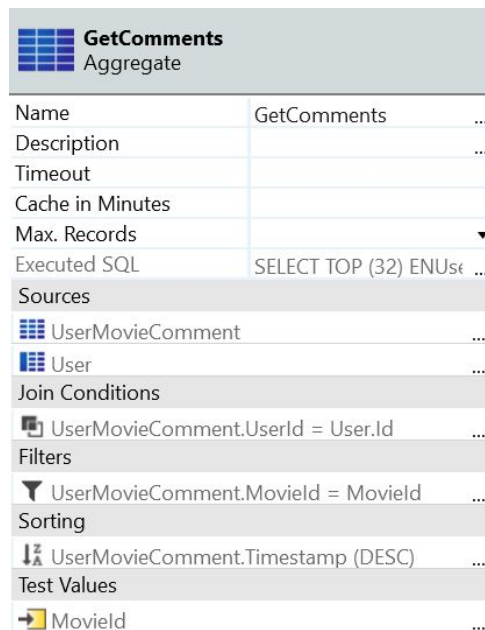 GetComments
Aggregate
Name GetComments ...
Description ...
Timeout
Cache in Minutes
Max. Records
Executed SQL SELECT TOP (32) ENUse ...
Sources
UserMovieComment ...
User ...
Join Conditions
UserMovieComment.UserId = User.Id ...
Filters
UserMovieComment.MovieId = MovieId ...
Sorting
UserMovieComment.Timestamp (DESC) ...
Test Values
MovieId ...